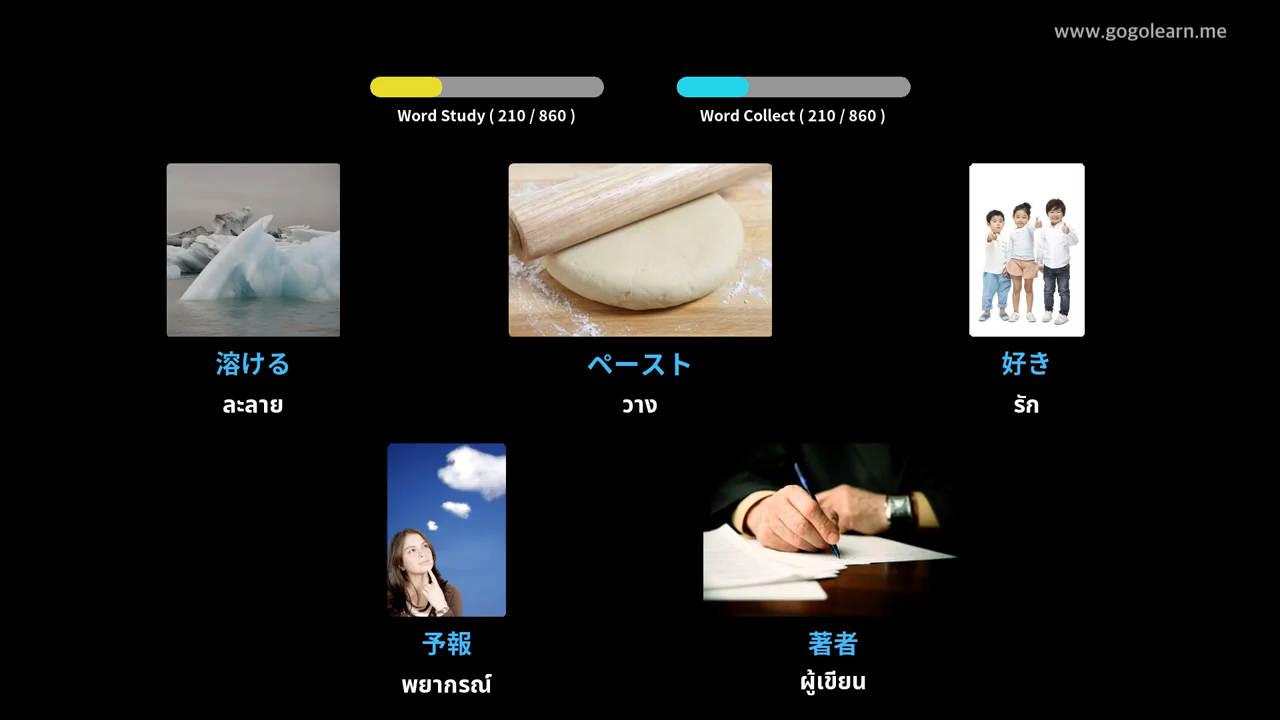 www.gogolearn.me
Word Study ( 210 / 860 )
Word Collect ( 210 / 860 )
溶ける
ละลาย
ペースト
วาง
好き
รัก
予報
พยากรณ์
著者
ผู้เขียน